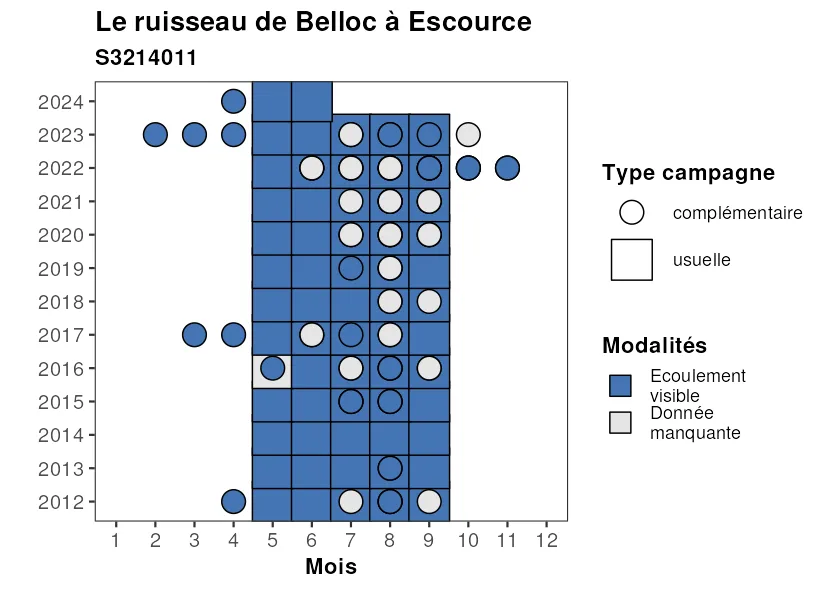 Le ruisseau de Belloc à Escource
S3214011
2024
2023
2022
2021
2020
2019
2018
2017
2016
2015
2014
2013
2012
1 2 3 4 5 6 7 8 9 10 11 12
Mois
Type campagne
complémentaire
usuelle
Modalités
Ecoulement
visible
Donnée
manquante